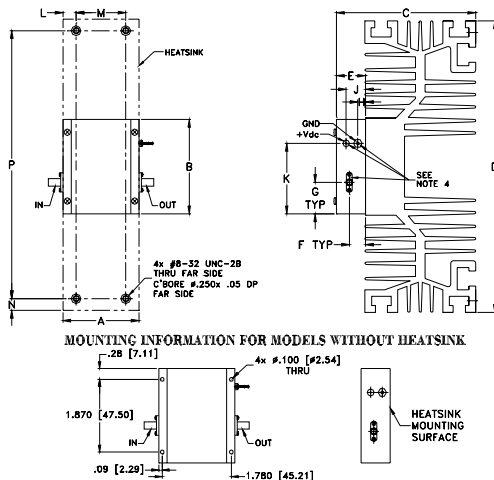 L
M
C
HEATSINK
E
J
GND
+Vdc
P
B
K
G
TYP
SEE
NOTE 4
D
IN
OUT
F TYP
4x #8-32 UNC-2B
THRU FAR SIDE
C'BORE ø.250x .05 DP
FAR SIDE
N
A
MOUNTING INFORMATION FOR MODELS WITHOUT HEATSINK
.28 [7.11]
4x ø.100 [ø2.54]
THRU
1.870 [47.50]
IN
OUT
HEATSINK
MOUNTING
SURFACE
.09 [2.29]
1.780 [45.21]